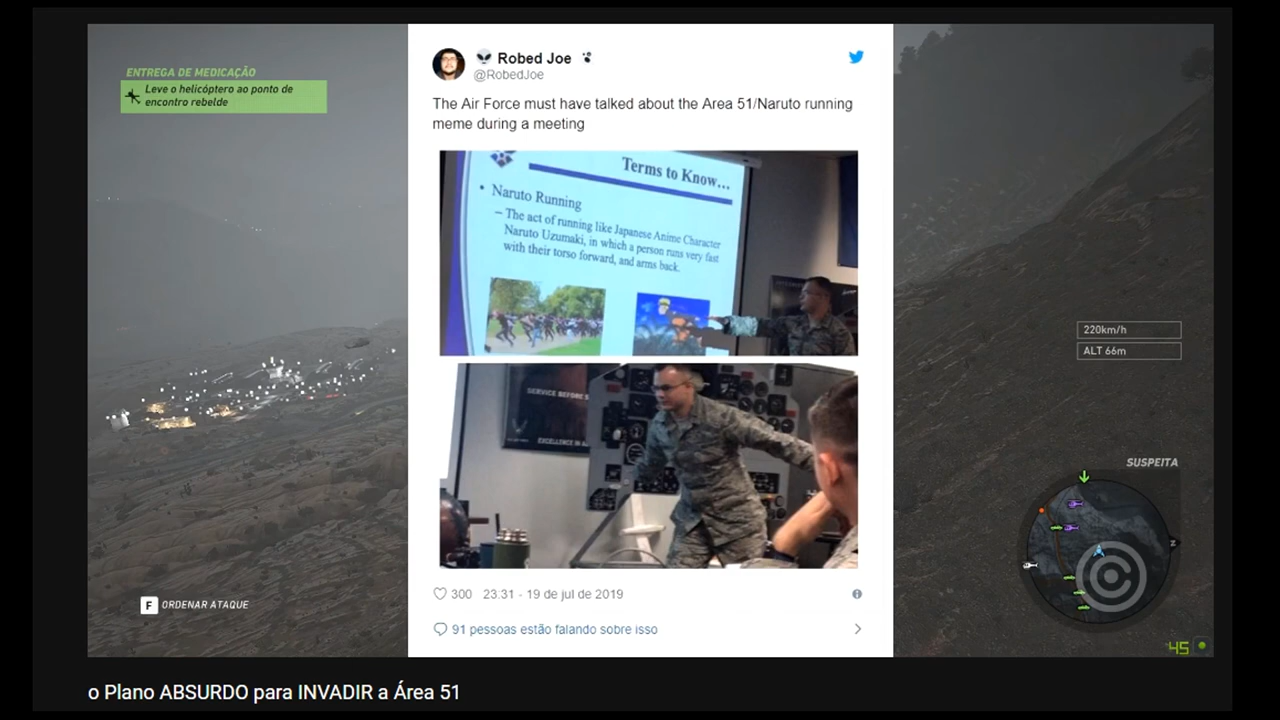 ENTREGA DE MEDICAÇÃO
Leve o helicóptero ao ponto de
encontro rebelde
Robed Joe
@RobedJoe
The Air Force must have talked about the Area 51/Naruto running
meme during a meeting
Terms to Know...
• Naruto Running
– The act of running like Japanese Anime Character
Naruto Uzumaki, in which a person runs very fast
with their torso forward, and arms back.
SERVICE BEFORE S
EXCELLENCE IN A
300 23:31 - 19 de jul de 2019
91 pessoas estão falando sobre isso
220km/h
ALT 66m
SUSPEITA
F ORDENAR ATAQUE
45
o Plano ABSURDO para INVADIR a Área 51